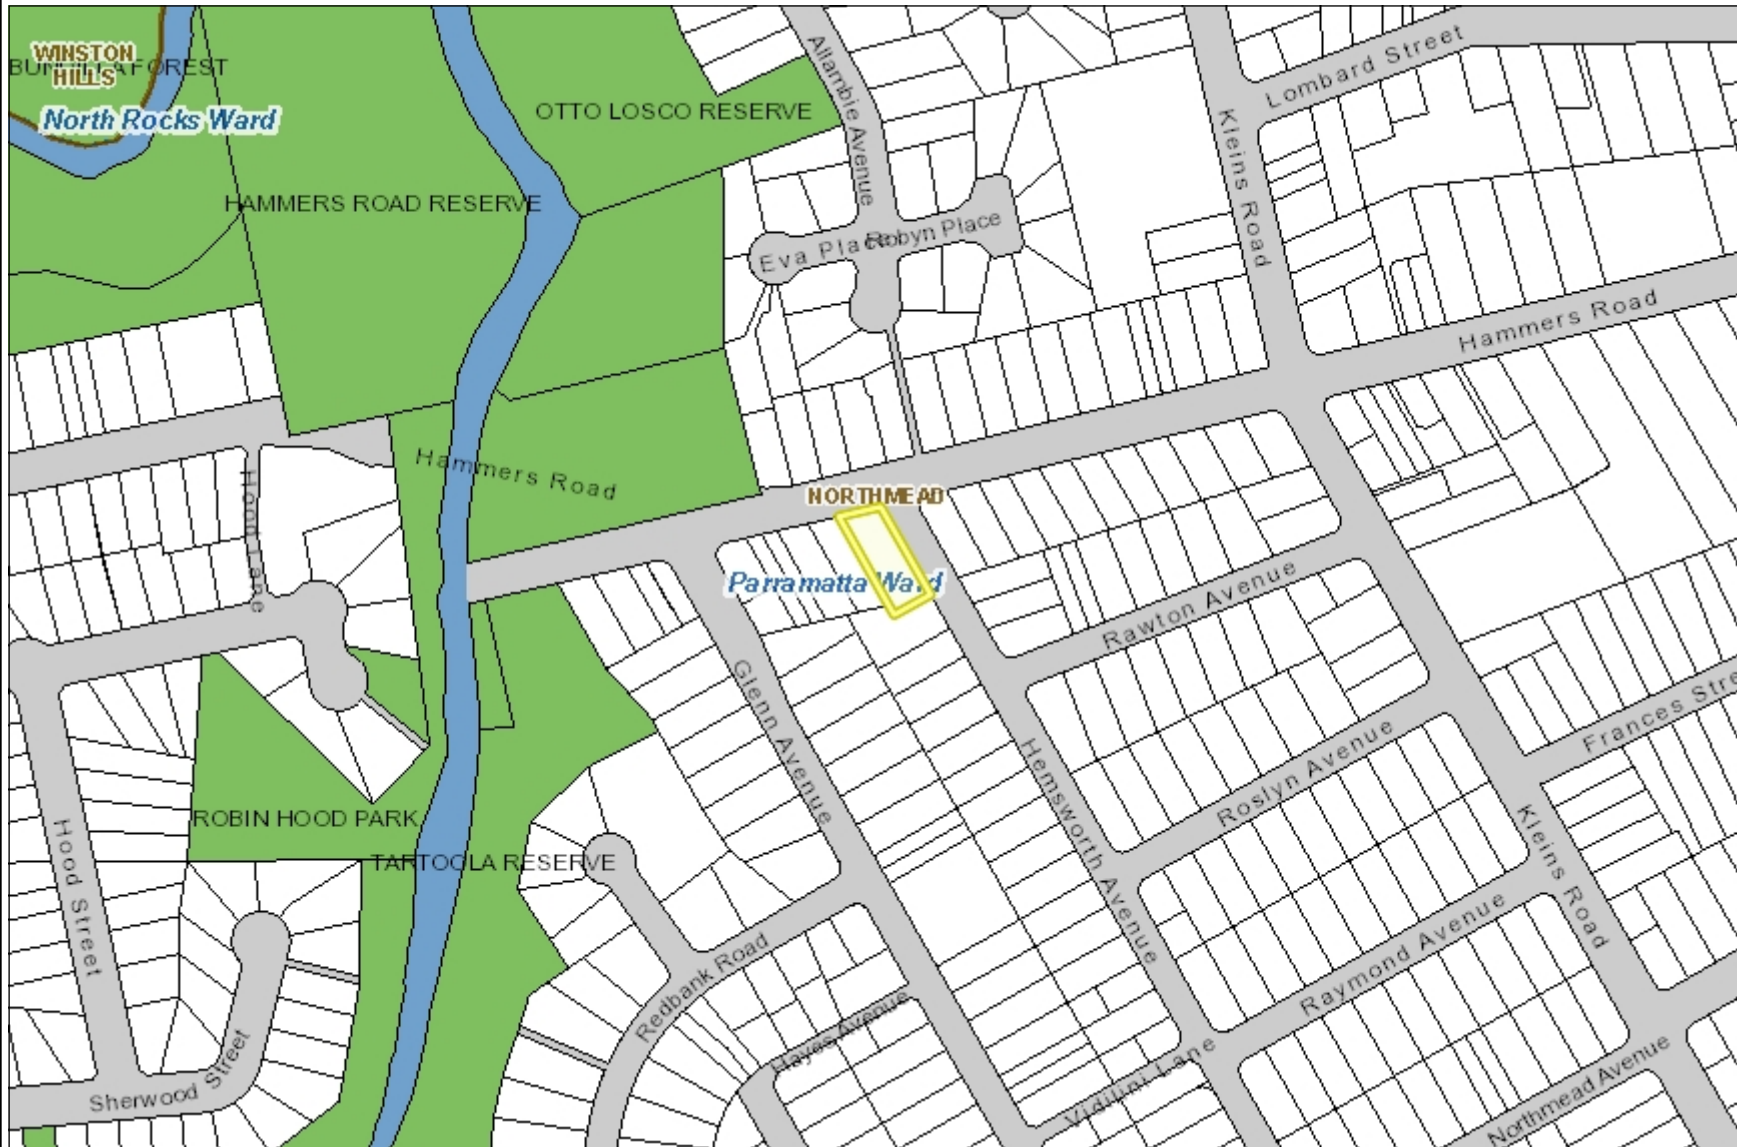 WINSTON
HILLS
North Rocks Ward
OTTO LOSCO RESERVE
HAMMERS ROAD RESERVE
Allambie Avenue
Lombard Street
Kleins Road
Eva Place
Robyn Place
Hammers Road
Hammers Road
NORTHMEAD
Parramatta Ward
Hood Lane
Rawton Avenue
Glenn Avenue
Hemsworth Avenue
Roslyn Avenue
Frances Stre
ROBIN HOOD PARK
TARTOOLA RESERVE
Hood Street
Kleins Road
Redbank Road
Raymond Avenue
Hayes Avenue
Sherwood Street
Vidilini Lane
Northmead Avenue